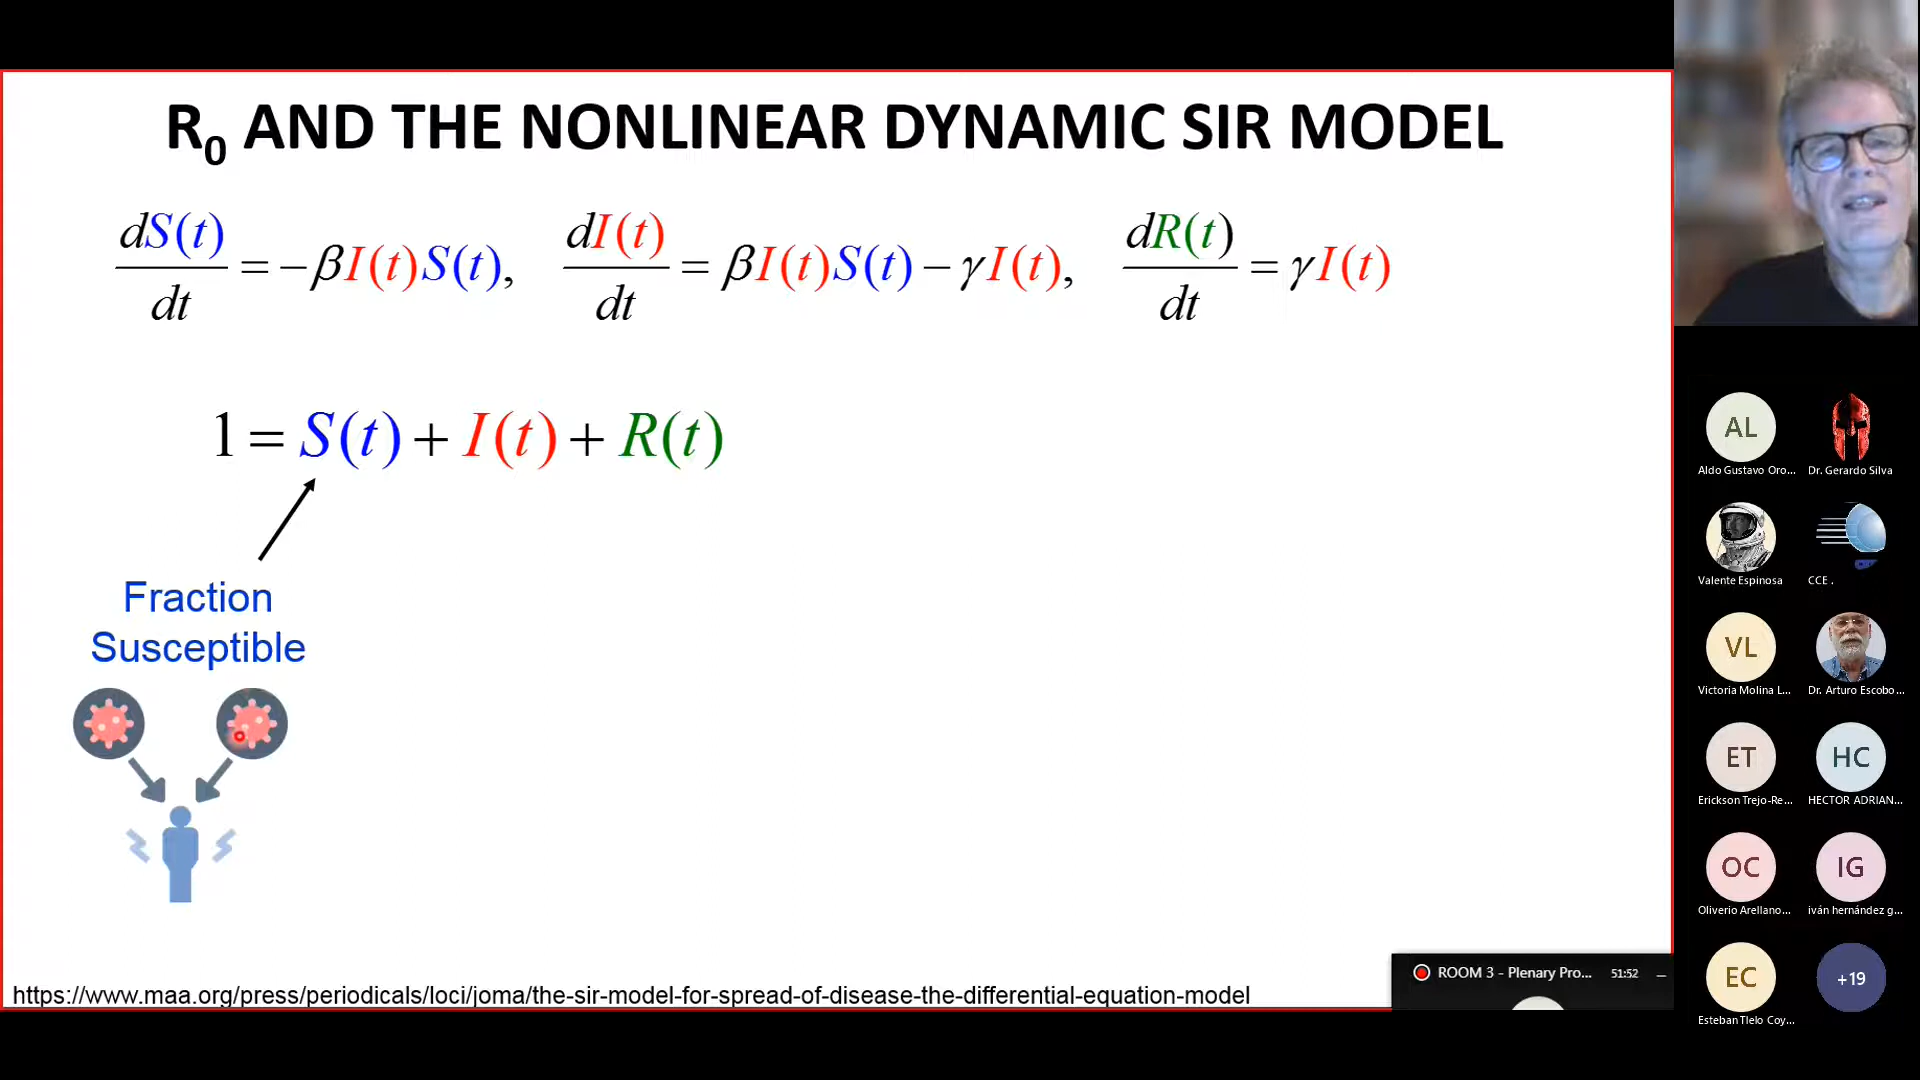 R₀ AND THE NONLINEAR DYNAMIC SIR MODEL
dS(t)/dt = −βI(t)S(t), dI(t)/dt = βI(t)S(t) − γI(t), dR(t)/dt = γI(t)
1 = S(t) + I(t) + R(t)
Fraction
Susceptible
https://www.maa.org/press/periodicals/loci/joma/the-sir-model-for-spread-of-disease-the-differential-equation-model
ROOM 3 - Plenary Pro... 51:52
AL
Aldo Gustavo Oro... Dr. Gerardo Silva
Valente Espinosa CCE .
VL
Victoria Molina L... Dr. Arturo Escobo...
ET HC
Erickson Trejo-Re... HECTOR ADRIAN...
OC IG
Oliverio Arellano... iván hernández g...
EC +19
Esteban Tlelo Coy...